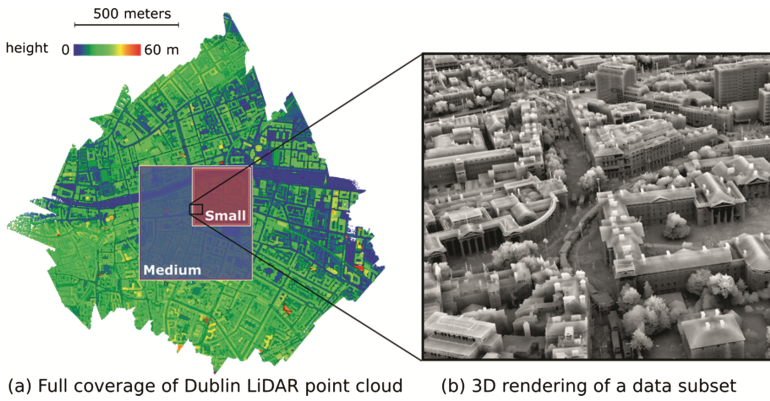 500 meters
height 0 60 m
Small
Medium
(a) Full coverage of Dublin LiDAR point cloud
(b) 3D rendering of a data subset